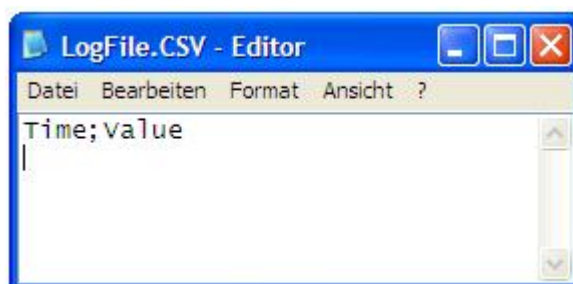 LogFile.CSV - Editor
Datei Bearbeiten Format Ansicht ?
Time;Value